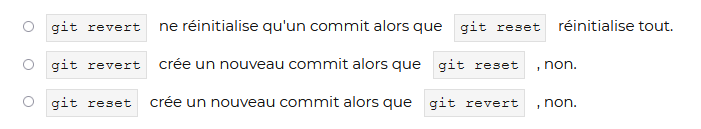 git revert ne réinitialise qu'un commit alors que git reset réinitialise tout.
git revert crée un nouveau commit alors que git reset , non.
git reset crée un nouveau commit alors que git revert , non.